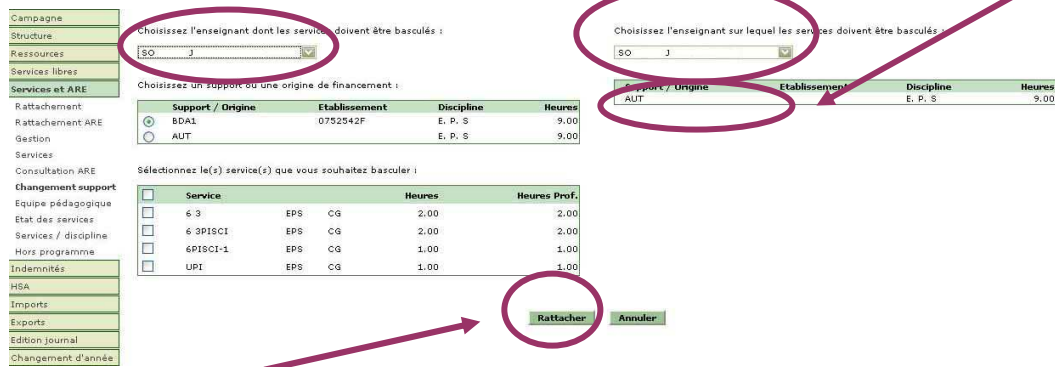 Campagne
Structure
Ressources
Services libres
Services et ARE
Rattachement
Rattachement ARE
Gestion
Services
Consultation ARE
Changement support
Equipe pédagogique
Etat des services
Services / discipline
Hors programme
Indemnités
HSA
Imports
Exports
Edition journal
Changement d'année
Choisissez l'enseignant dont les services doivent être basculés :
SO J
Choisissez un support ou une origine de financement :
Support / Origine Etablissement Discipline Heures
BDA1 0752542F E. P. S 9.00
AUT E. P. S 9.00
Sélectionnez le(s) service(s) que vous souhaitez basculer :
Service Heures Heures Prof.
6 3 EPS CG 2.00 2.00
6 3PISCI EPS CG 2.00 2.00
6PISCI-1 EPS CG 1.00 1.00
UPI EPS CG 1.00 1.00
Choisissez l'enseignant sur lequel les services doivent être basculés :
SO J
Support / Origine Etablissement Discipline Heures
AUT E. P. S 9.00
Rattacher Annuler